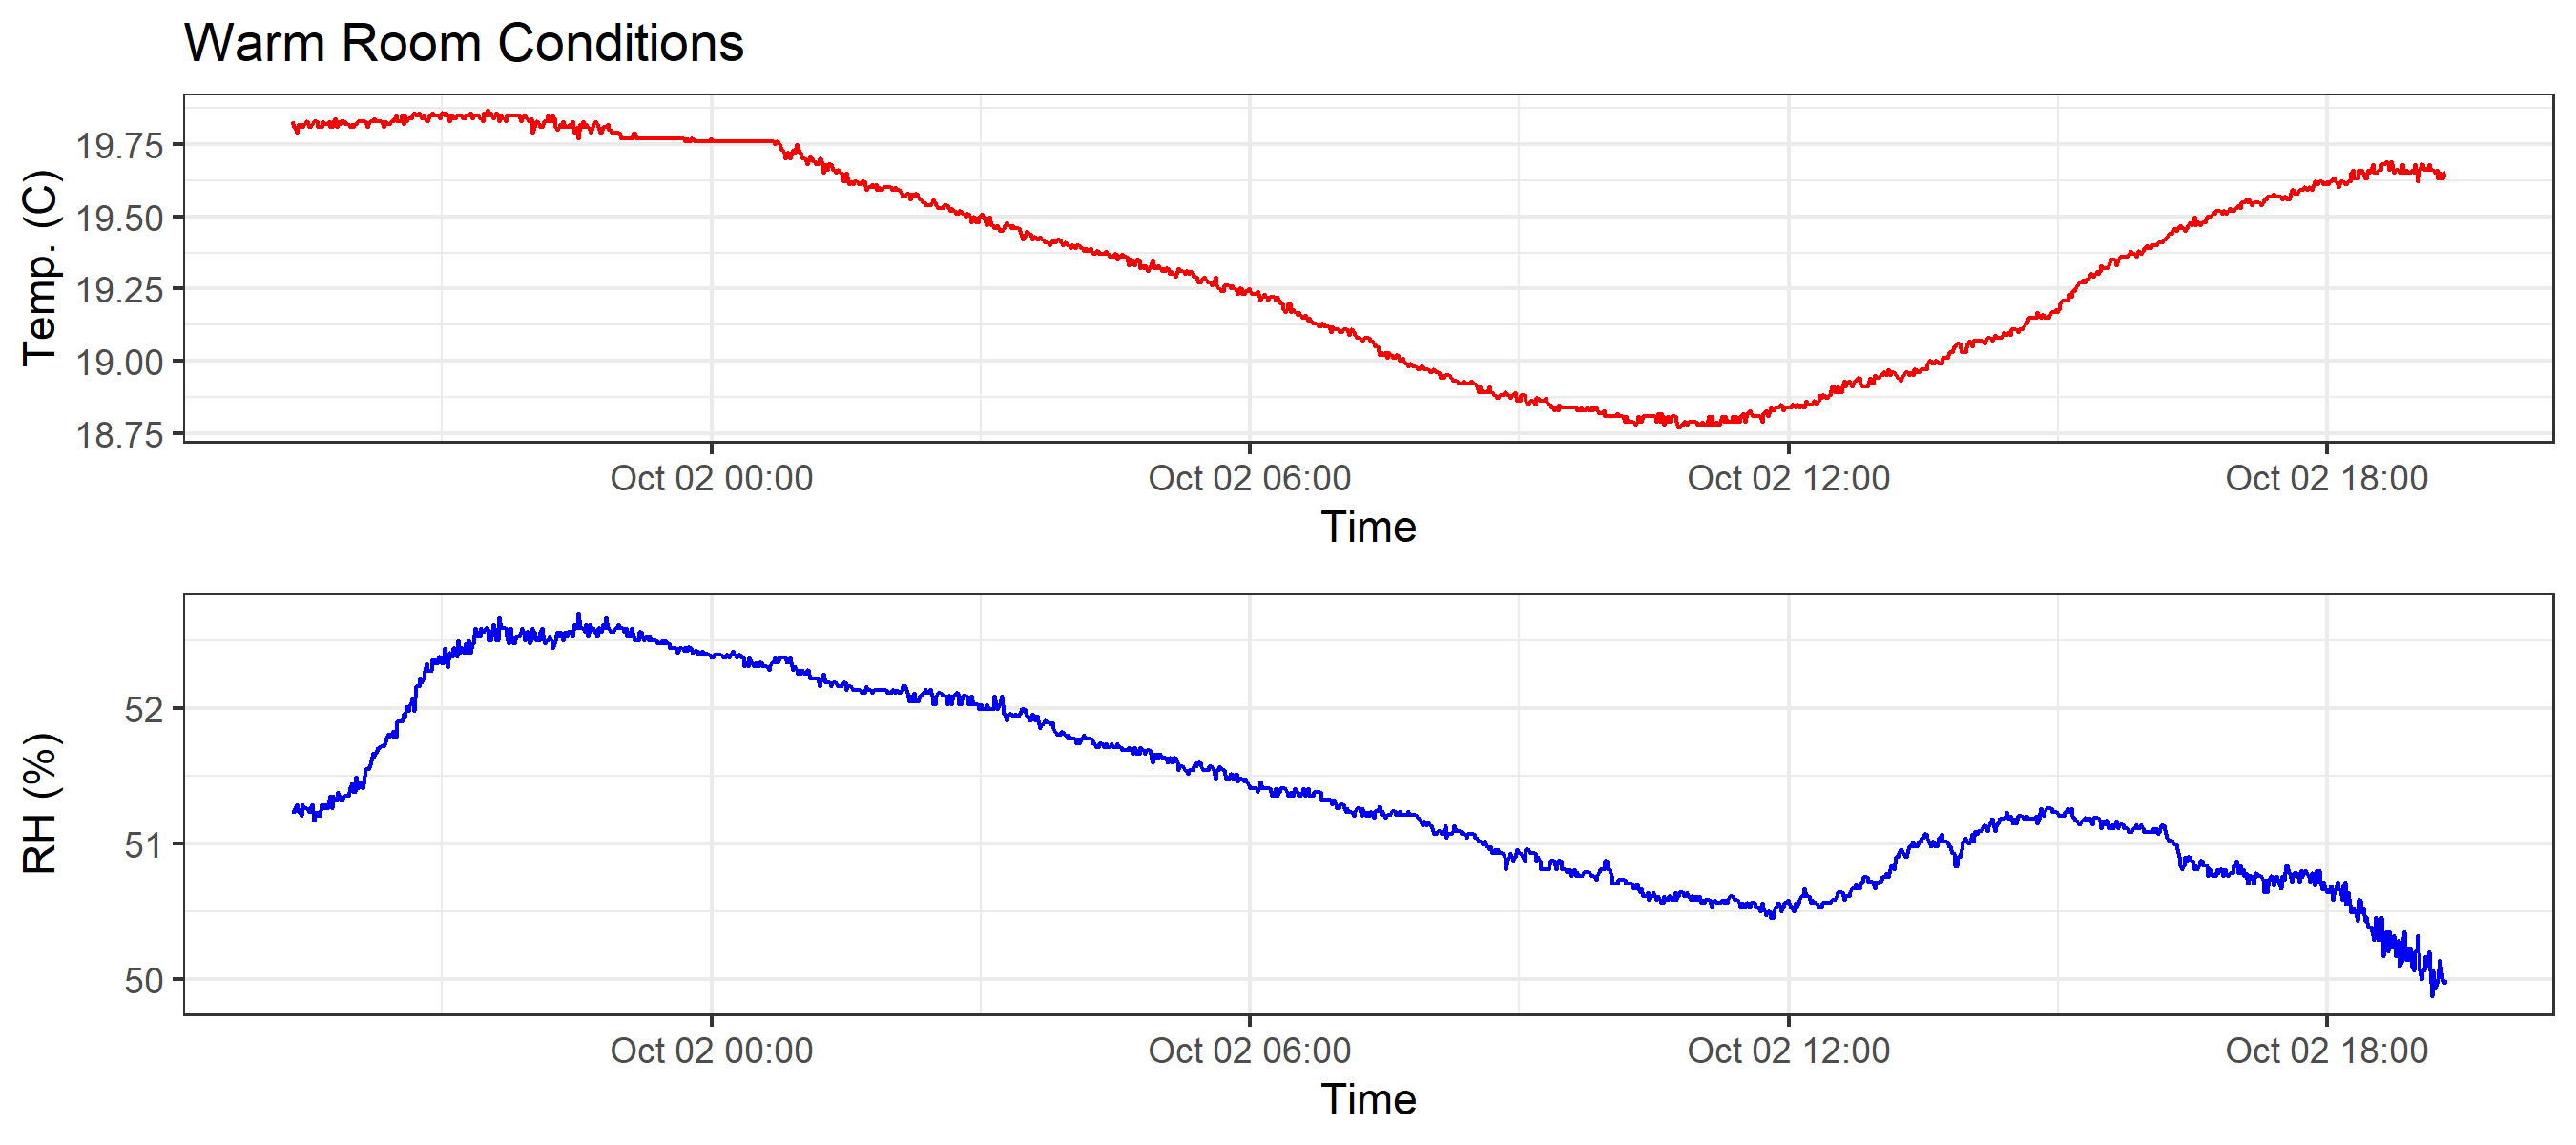 Warm Room Conditions
Temp. (C)
19.75
19.50
19.25
19.00
18.75
Oct 02 00:00 Oct 02 06:00 Oct 02 12:00 Oct 02 18:00
Time
RH (%)
52
51
50
Oct 02 00:00 Oct 02 06:00 Oct 02 12:00 Oct 02 18:00
Time